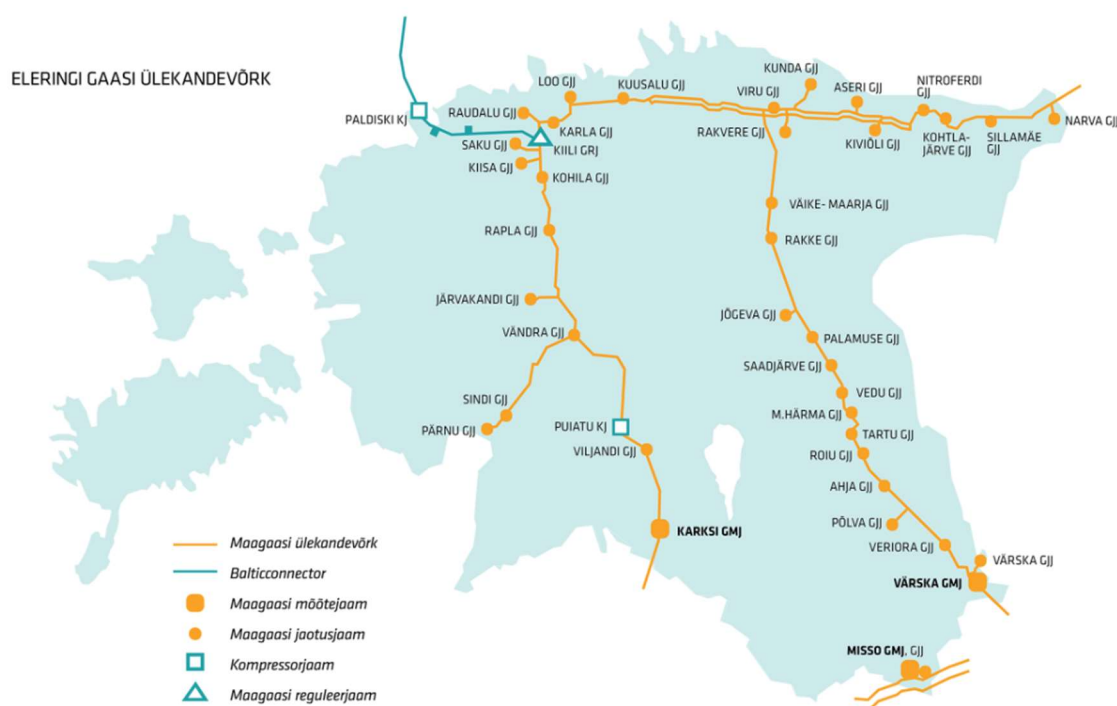 ELERINGI GAASI ÜLEKANDEVÕRK
KUNDA GJJ
LOO GJJ
KUUSALU GJJ
VIRU GJJ
ASERI GJJ
NITROFERDI
GJJ
PALDISKI KJ
RAUDALU GJJ
KARLA GJJ
RAKVERE GJJ
KIVIÕLI GJJ
KOHTLA-
JÄRVE GJJ
SILLAMÄE
GJJ
NARVA GJJ
SAKU GJJ
KIILI GRJ
KIISA GJJ
KOHILA GJJ
VÄIKE- MAARJA GJJ
RAPLA GJJ
RAKKE GJJ
JÄRVAKANDI GJJ
JÕGEVA GJJ
VÄNDRA GJJ
PALAMUSE GJJ
SAADJÄRVE GJJ
VEDU GJJ
SINDI GJJ
M.HÄRMA GJJ
PÄRNU GJJ
PUIATU KJ
TARTU GJJ
VILJANDI GJJ
ROIU GJJ
AHJA GJJ
PÕLVA GJJ
KARKSI GMJ
VERIORA GJJ
VÄRSKA GJJ
VÄRSKA GMJ
MISSO GMJ, GJJ
Maagaasi ülekandevõrk
Balticconnector
Maagaasi mõõtejaam
Maagaasi jaotusjaam
Kompressorjaam
Maagaasi reguleerjaam